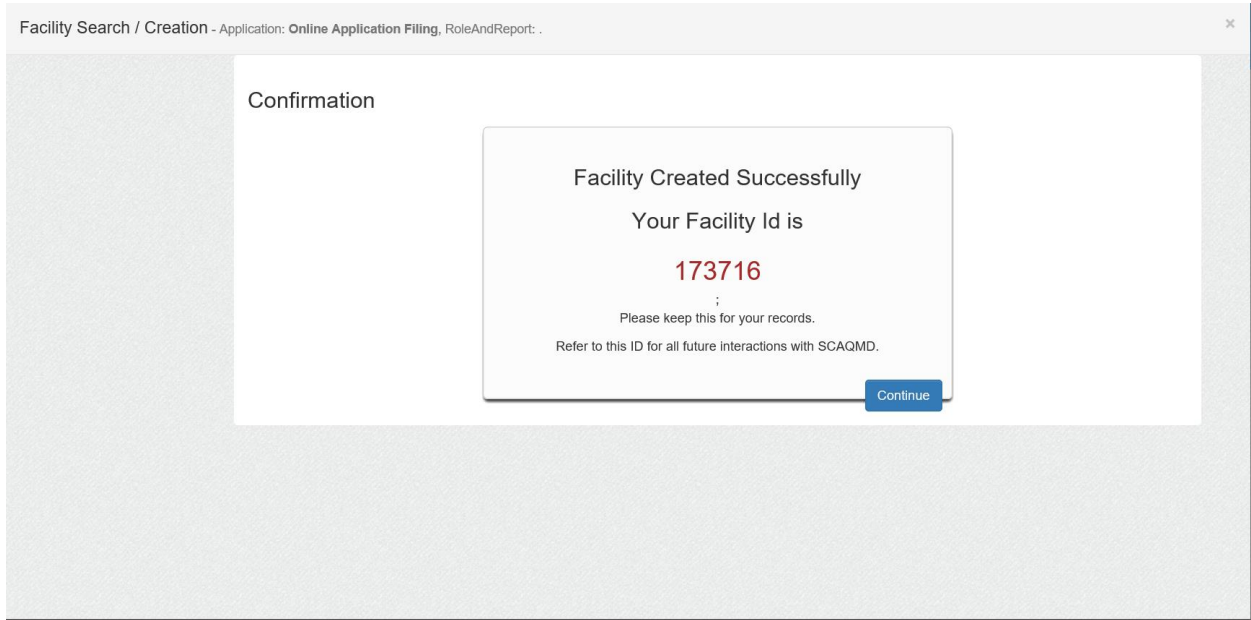 Facility Search / Creation - Application: Online Application Filing, RoleAndReport: .
×
Confirmation
Facility Created Successfully
Your Facility Id is
173716
;
Please keep this for your records.
Refer to this ID for all future interactions with SCAQMD.
Continue